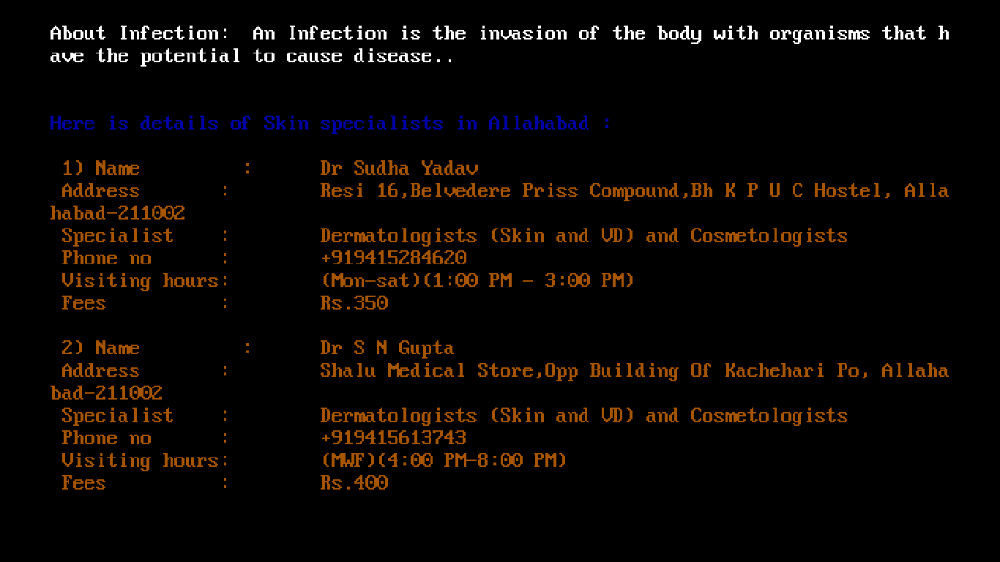 About Infection:  An Infection is the invasion of the body with organisms that h
ave the potential to cause disease..
Here is details of Skin specialists in Allahabad :
1) Name : Dr Sudha Yadav
Address : Resi 16,Belvedere Priss Compound,Bh K P U C Hostel, Alla
habad-211002
Specialist : Dermatologists (Skin and VD) and Cosmetologists
Phone no : +919415284620
Visiting hours: (Mon-sat)(1:00 PM - 3:00 PM)
Fees : Rs.350
2) Name : Dr S N Gupta
Address : Shalu Medical Store,Opp Building Of Kachehari Po, Allaha
bad-211002
Specialist : Dermatologists (Skin and VD) and Cosmetologists
Phone no : +919415613743
Visiting hours: (MWF)(4:00 PM-8:00 PM)
Fees : Rs.400